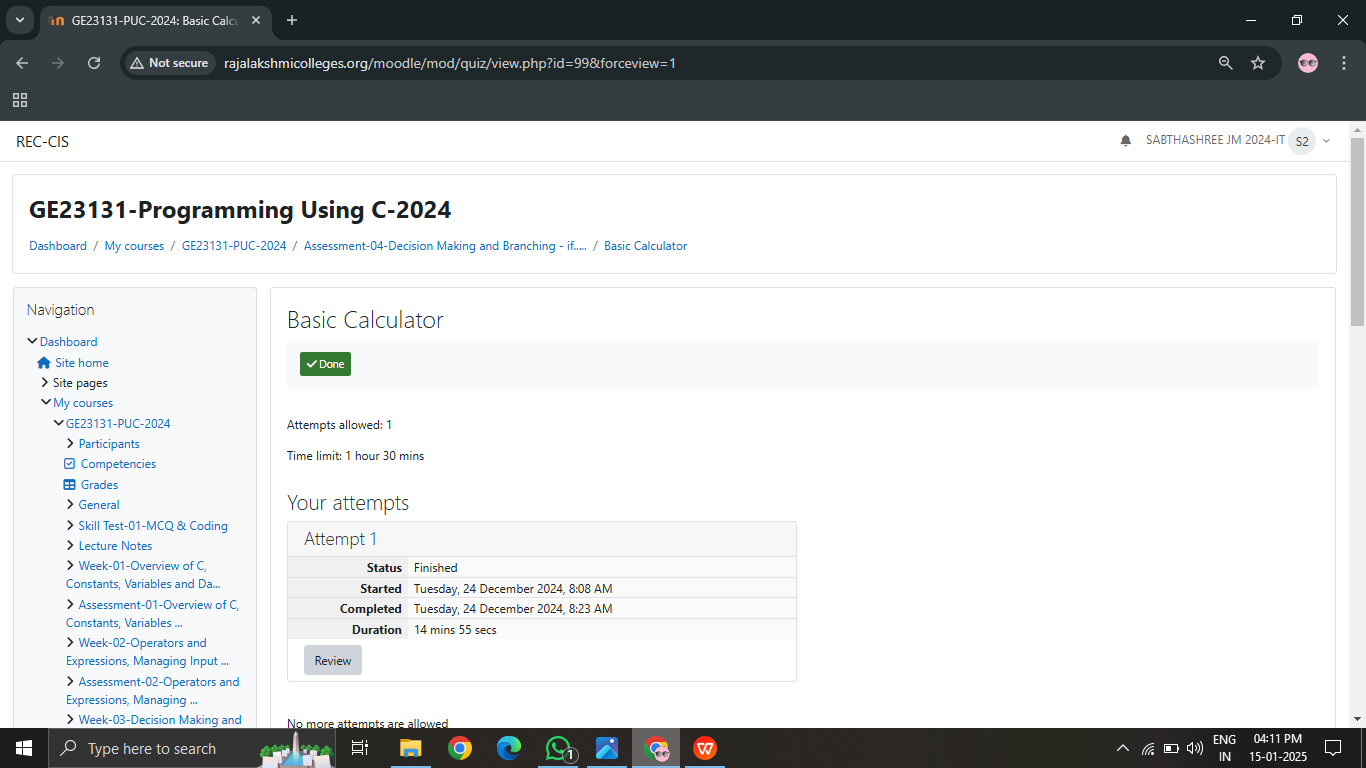 GE23131-PUC-2024: Basic Calcu
Not secure
rajalakshmicolleges.org/moodle/mod/quiz/view.php?id=99&forceview=1
REC-CIS
SABTHASHREE JM 2024-IT S2
GE23131-Programming Using C-2024
Dashboard / My courses / GE23131-PUC-2024 / Assessment-04-Decision Making and Branching - if..... / Basic Calculator
Navigation
Dashboard
Site home
Site pages
My courses
GE23131-PUC-2024
Participants
Competencies
Grades
General
Skill Test-01-MCQ & Coding
Lecture Notes
Week-01-Overview of C,
Constants, Variables and Da...
Assessment-01-Overview of C,
Constants, Variables ...
Week-02-Operators and
Expressions, Managing Input ...
Assessment-02-Operators and
Expressions, Managing ...
Week-03-Decision Making and
Basic Calculator
Done
Attempts allowed: 1
Time limit: 1 hour 30 mins
Your attempts
Attempt 1
Status Finished
Started Tuesday, 24 December 2024, 8:08 AM
Completed Tuesday, 24 December 2024, 8:23 AM
Duration 14 mins 55 secs
Review
No more attempts are allowed
Type here to search
1
ENG
IN
04:11 PM
15-01-2025